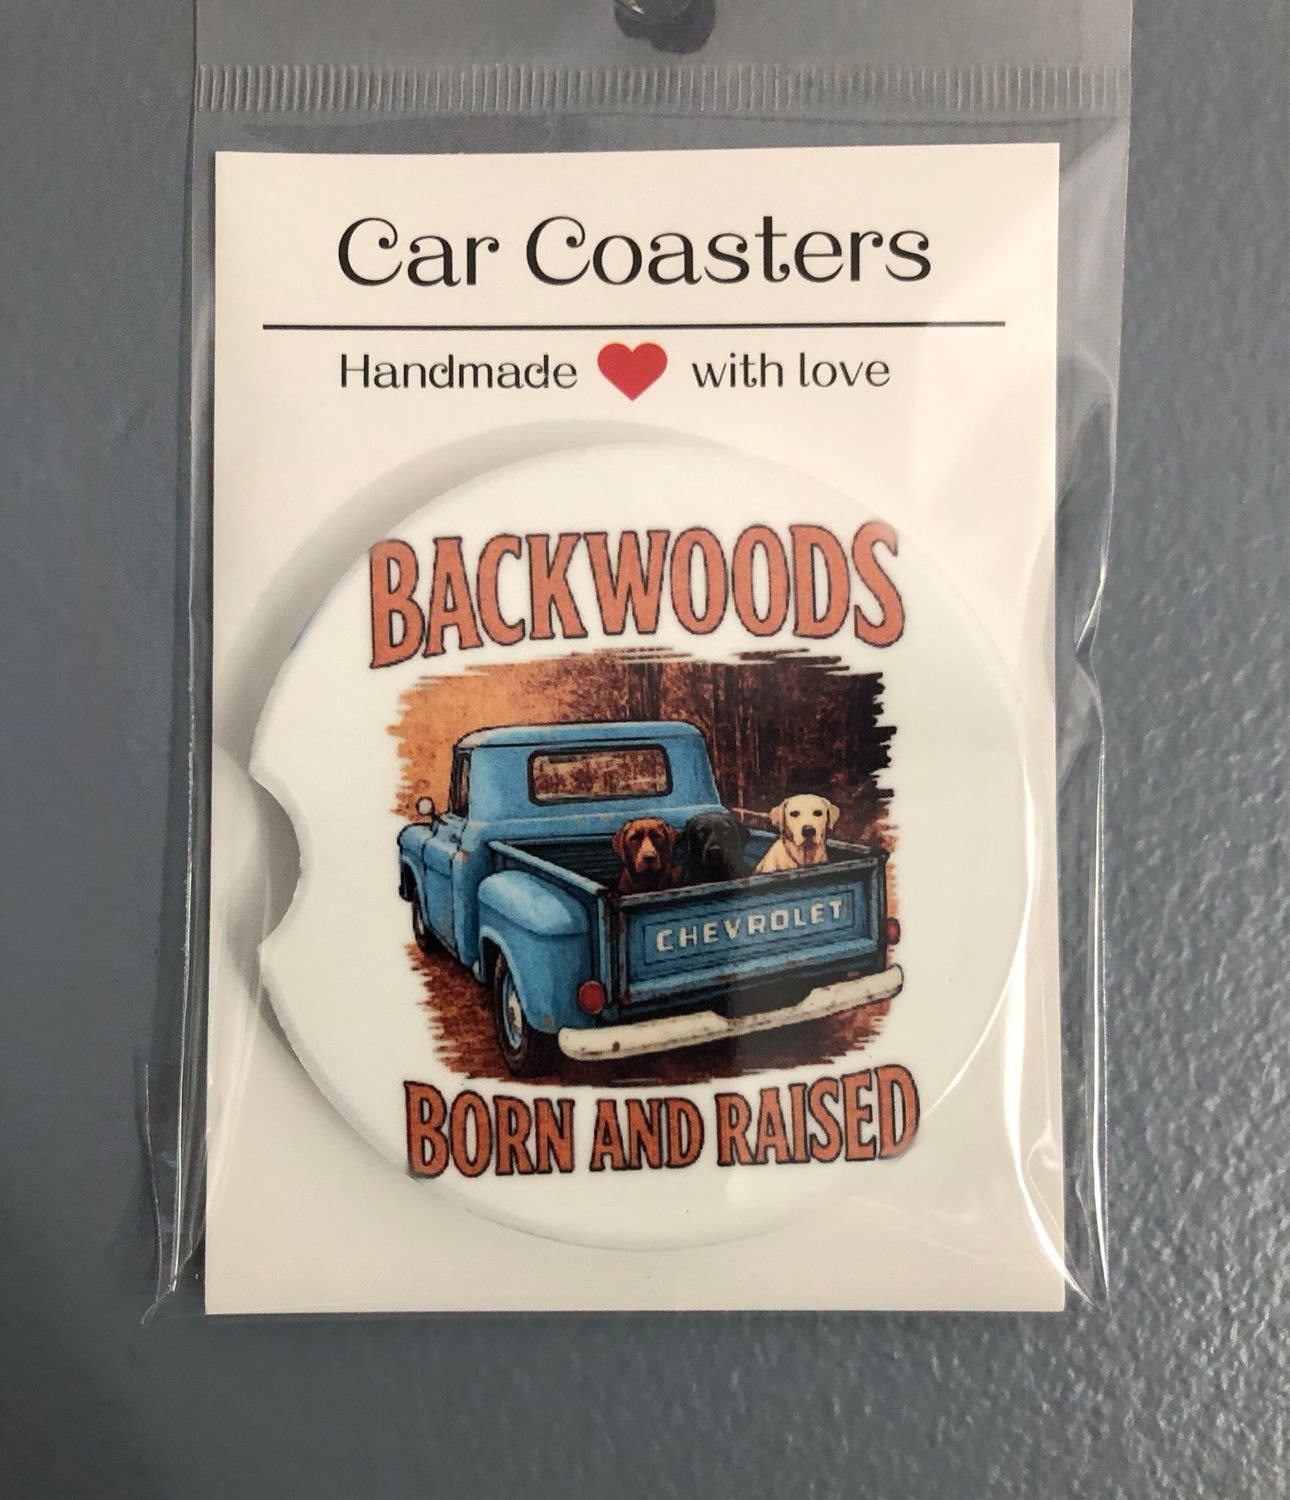 Car Coasters
Handmade with love
BACKWOODS
CHEVROLET
BORN AND RAISED